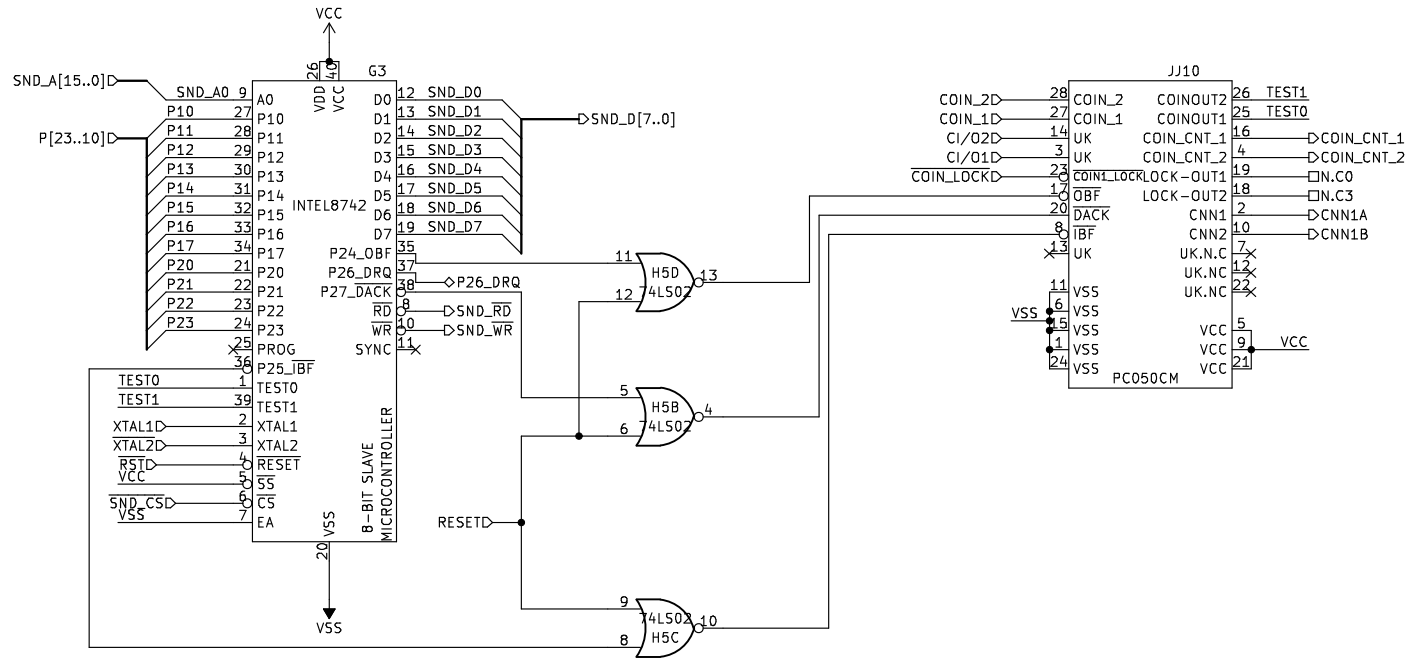 VCC
G3
JJ10
SND_A[15..0]
P[23..10]
26 VDD
40 VCC
SND_A0 9 A0
P10 27 P10
P11 28 P11
P12 29 P12
P13 30 P13
P14 31 P14
P15 32 P15
P16 33 P16
P17 34 P17
P20 21 P20
P21 22 P21
P22 23 P22
P23 24 P23
25 PROG
36 P25_IBF
TEST0 1 TEST0
TEST1 39 TEST1
XTAL1 2 XTAL1
XTAL2 3 XTAL2
RST 4 RESET
VCC 5 SS
SND_CS 6 CS
VSS 7 EA
INTEL8742
8-BIT SLAVE
MICROCONTROLLER
20 VSS
VSS
D0 12 SND_D0
D1 13 SND_D1
D2 14 SND_D2
D3 15 SND_D3
D4 16 SND_D4
D5 17 SND_D5
D6 18 SND_D6
D7 19 SND_D7
SND_D[7..0]
P24_OBF 35
P26_DRQ 37 P26_DRQ
P27_DACK 38
RD 8 SND_RD
WR 10 SND_WR
SYNC 11
11 H5D 13
12 74LS02
5 H5B 4
6 74LS02
RESET
9 74LS02 10
8 H5C
COIN_2 28 COIN_2
COIN_1 27 COIN_1
CI/O2 14 UK
CI/O1 3 UK
COIN_LOCK 23 COIN1_LOCK
17 OBF
20 DACK
8 IBF
13 UK
11 VSS
6 VSS
VSS 15 VSS
1 VSS
24 VSS
COINOUT2 26 TEST1
COINOUT1 25 TEST0
COIN_CNT_1 16 COIN_CNT_1
COIN_CNT_2 4 COIN_CNT_2
LOCK-OUT1 19 N.C0
LOCK-OUT2 18 N.C3
CNN1 2 CNN1A
CNN2 10 CNN1B
UK.N.C 7
UK.NC 12
UK.NC 22
VCC 5
VCC 9 VCC
VCC 21
PC050CM